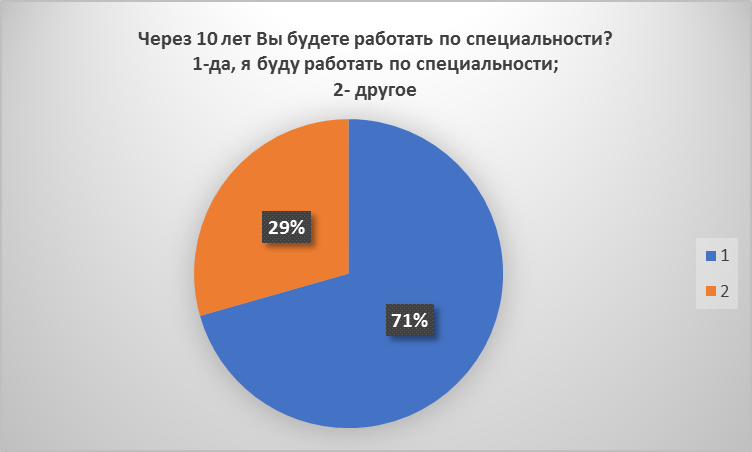 Через 10 лет Вы будете работать по специальности?
1-да, я буду работать по специальности;
2- другое
29%
71%
1
2